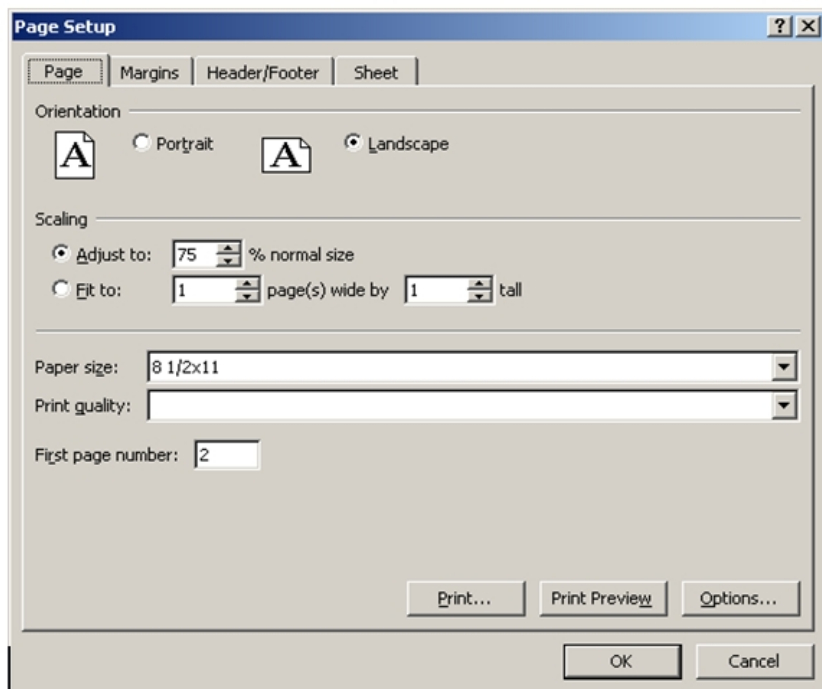 Page Setup
Page Margins Header/Footer Sheet
Orientation
A Portrait A Landscape
Scaling
Adjust to: 75 % normal size
Fit to: 1 page(s) wide by 1 tall
Paper size: 8 1/2x11
Print quality:
First page number: 2
Print... Print Preview Options...
OK Cancel